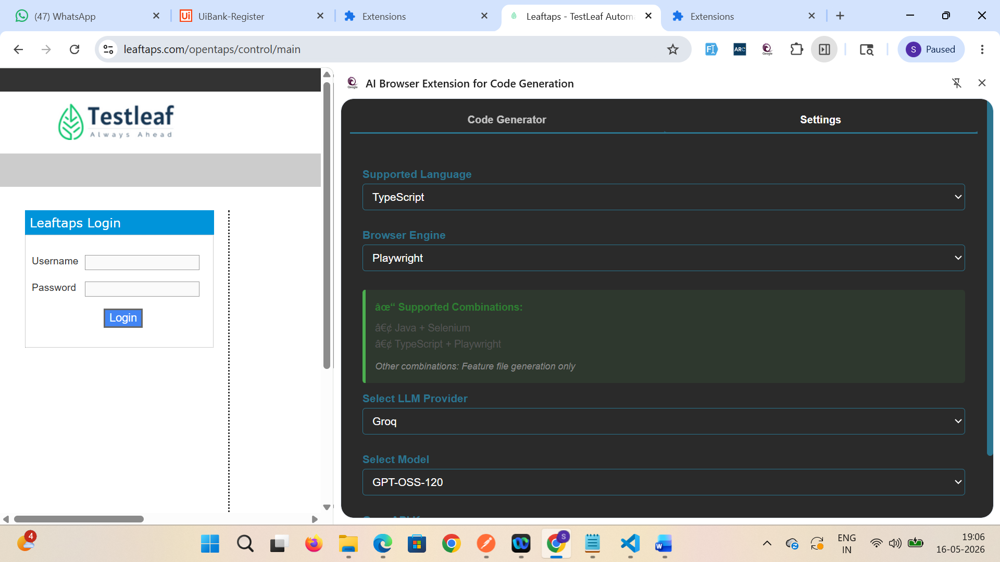 (47) WhatsApp
UiBank-Register
Extensions
Leaftaps - TestLeaf Autom
Extensions
leaftaps.com/opentaps/control/main
ARC
Qeagle
S Paused
Testleaf
Always Ahead
Leaftaps Login
Username
Password
Login
Qeagle
AI Browser Extension for Code Generation
Code Generator
Settings
Supported Language
TypeScript
Browser Engine
Playwright
âœ“ Supported Combinations:
â€¢ Java + Selenium
â€¢ TypeScript + Playwright
Other combinations: Feature file generation only
Select LLM Provider
Groq
Select Model
GPT-OSS-120
4
S
ENG
IN
19:06
16-05-2026